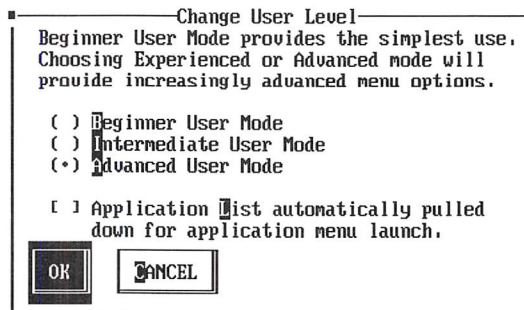 Change User Level
Beginner User Mode provides the simplest use.
Choosing Experienced or Advanced mode will
provide increasingly advanced menu options.
( ) Beginner User Mode
( ) Intermediate User Mode
(•) Advanced User Mode
[ ] Application List automatically pulled
down for application menu launch.
OK CANCEL